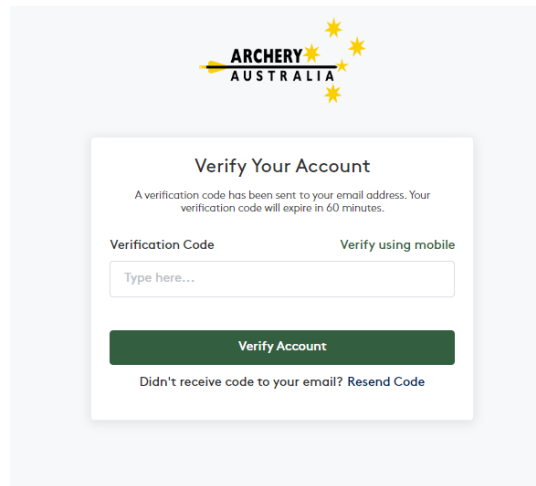 ARCHERY
AUSTRALIA
Verify Your Account
A verification code has been sent to your email address. Your
verification code will expire in 60 minutes.
Verification Code
Verify using mobile
Type here...
Verify Account
Didn't receive code to your email? Resend Code